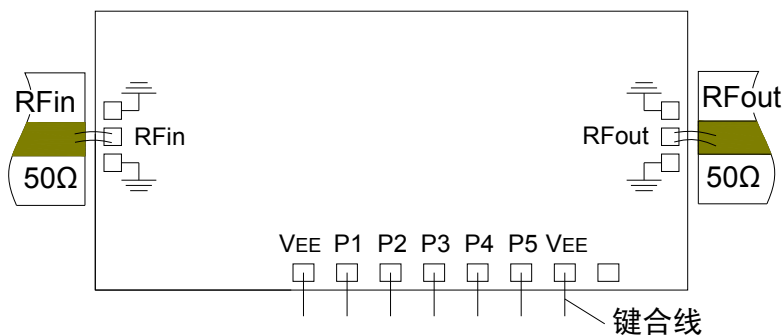 RFin
RFout
RFin
RFout
50Ω
50Ω
VEE P1 P2 P3 P4 P5 VEE
键合线